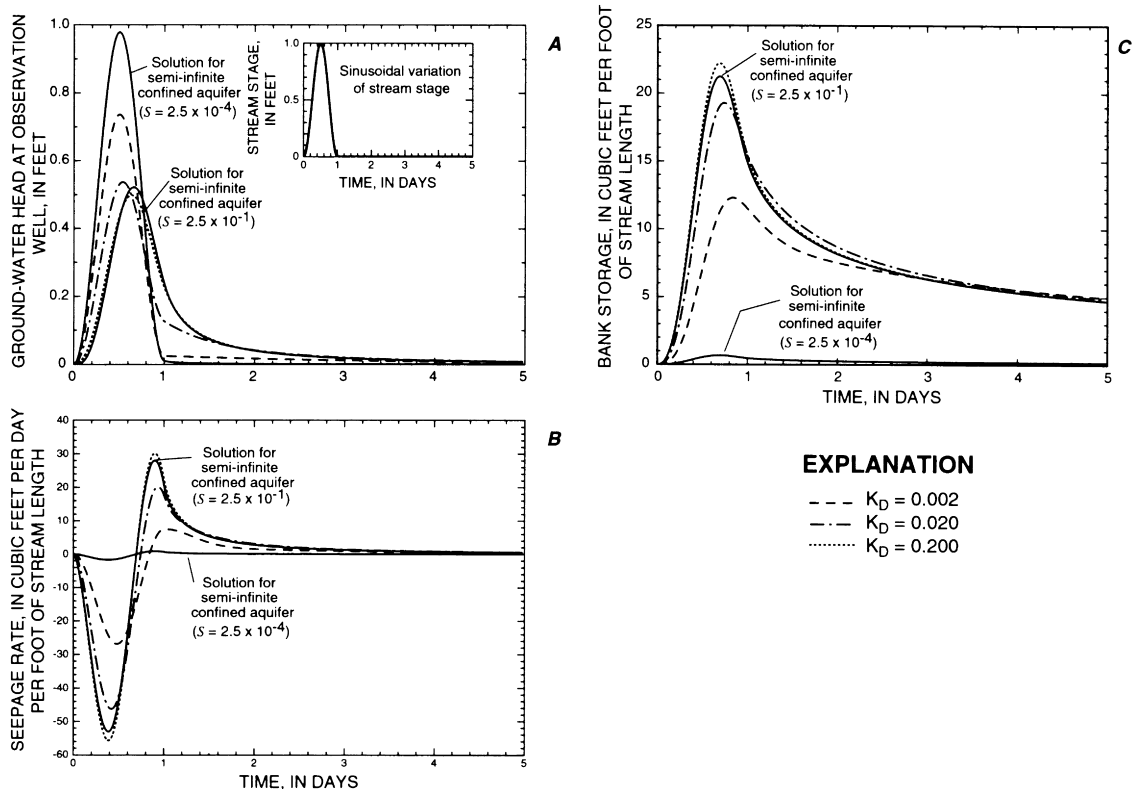 A
GROUND-WATER HEAD AT OBSERVATION
WELL, IN FEET
1.0
0.8
0.6
0.4
0.2
0
0
1
2
3
4
5
Solution for
semi-infinite
confined aquifer
(S = 2.5 x 10-4)
Solution for
semi-infinite
confined aquifer
(S = 2.5 x 10-1)
STREAM STAGE,
IN FEET
1.0
0.5
0
Sinusoidal variation
of stream stage
0
1
2
3
4
5
TIME, IN DAYS
C
BANK STORAGE, IN CUBIC FEET PER FOOT
OF STREAM LENGTH
25
20
15
10
5
0
Solution for
semi-infinite
confined aquifer
(S = 2.5 x 10-1)
Solution for
semi-infinite
confined aquifer
(S = 2.5 x 10-4)
0
1
2
3
4
5
TIME, IN DAYS
B
SEEPAGE RATE, IN CUBIC FEET PER DAY
PER FOOT OF STREAM LENGTH
40
30
20
10
0
-10
-20
-30
-40
-50
-60
Solution for
semi-infinite
confined aquifer
(S = 2.5 x 10-1)
Solution for
semi-infinite
confined aquifer
(S = 2.5 x 10-4)
0
1
2
3
4
5
TIME, IN DAYS
EXPLANATION
KD = 0.002
KD = 0.020
KD = 0.200